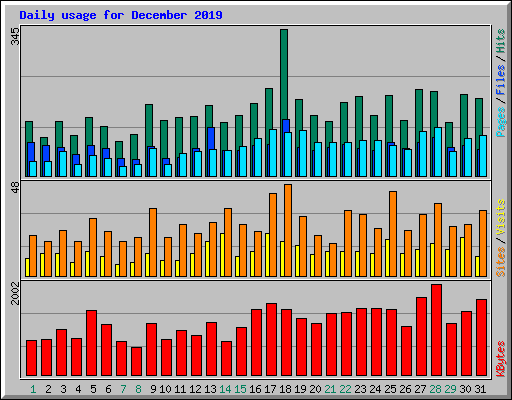 Daily usage for December 2019
345
Pages / Files / Hits
48
Sites / Visits
2002
KBytes
1 2 3 4 5 6 7 8 9 10 11 12 13 14 15 16 17 18 19 20 21 22 23 24 25 26 27 28 29 30 31